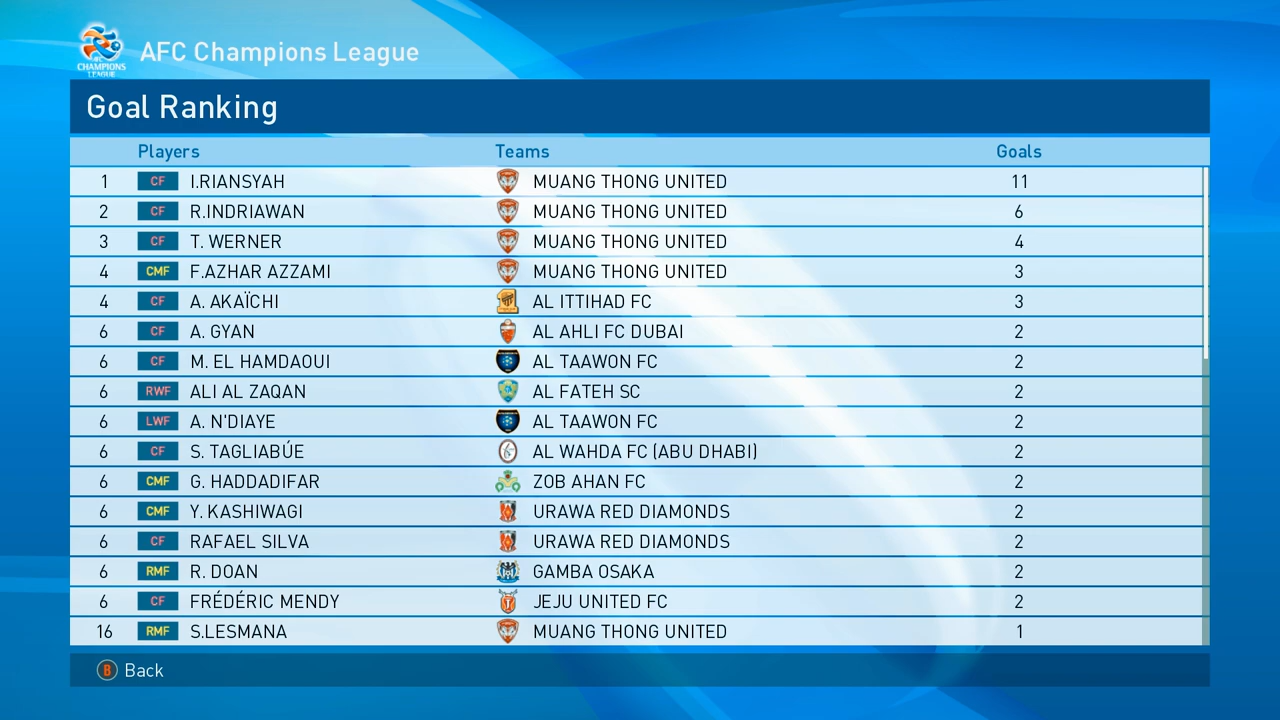 AFC Champions League
CHAMPIONS
LEAGUE
Goal Ranking
Players Teams Goals
1 CF I.RIANSYAH MUANG THONG UNITED 11
2 CF R.INDRIAWAN MUANG THONG UNITED 6
3 CF T. WERNER MUANG THONG UNITED 4
4 CMF F.AZHAR AZZAMI MUANG THONG UNITED 3
4 CF A. AKAÏCHI AL ITTIHAD FC 3
6 CF A. GYAN AL AHLI FC DUBAI 2
6 CF M. EL HAMDAOUI AL TAAWON FC 2
6 RWF ALI AL ZAQAN AL FATEH SC 2
6 LWF A. N'DIAYE AL TAAWON FC 2
6 CF S. TAGLIABÚE AL WAHDA FC (ABU DHABI) 2
6 CMF G. HADDADIFAR ZOB AHAN FC 2
6 CMF Y. KASHIWAGI URAWA RED DIAMONDS 2
6 CF RAFAEL SILVA URAWA RED DIAMONDS 2
6 RMF R. DOAN GAMBA OSAKA 2
6 CF FRÉDÉRIC MENDY JEJU UNITED FC 2
16 RMF S.LESMANA MUANG THONG UNITED 1
B Back